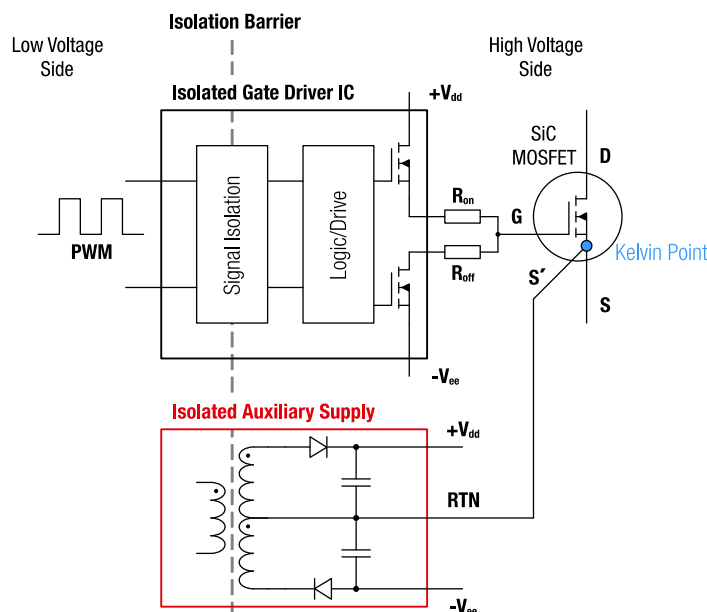 Isolation Barrier
Low Voltage
Side
High Voltage
Side
Isolated Gate Driver IC
+Vdd
SiC
MOSFET
D
Signal Isolation
Logic/Drive
Ron
G
PWM
Roff
Kelvin Point
S´
S
-Vee
Isolated Auxiliary Supply
+Vdd
RTN
-Vee